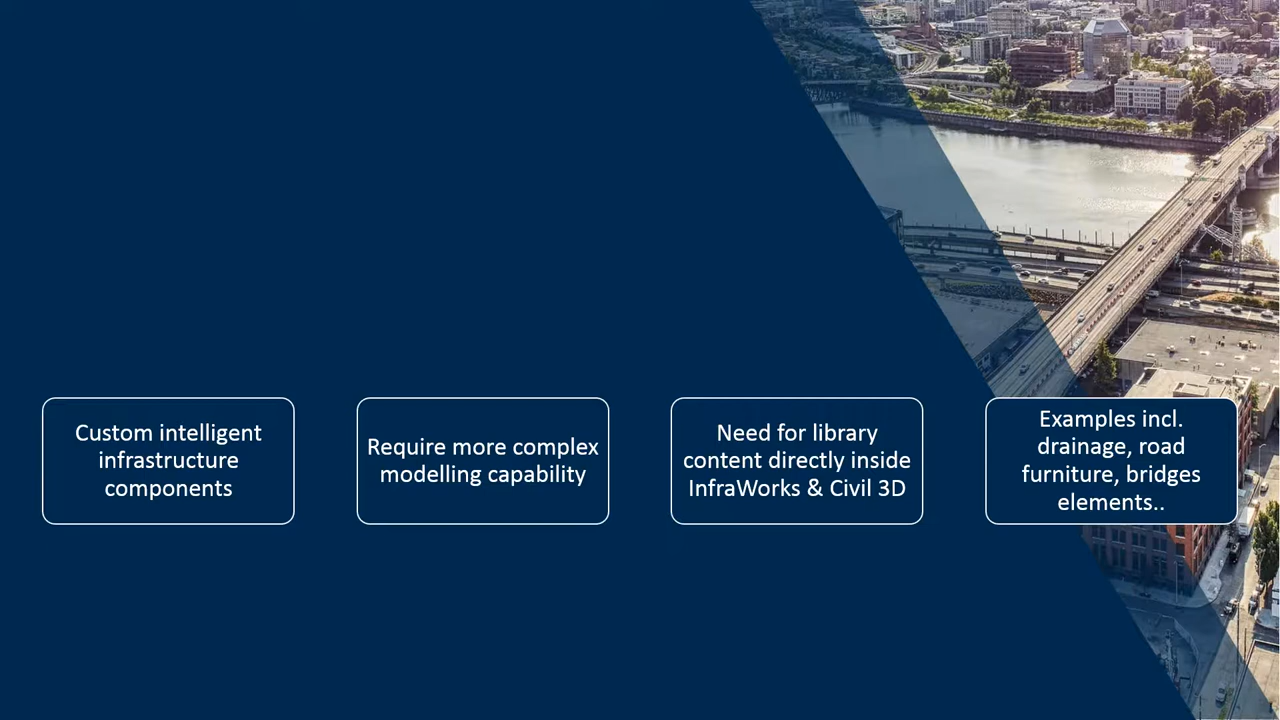 Custom intelligent
infrastructure
components
Require more complex
modelling capability
Need for library
content directly inside
InfraWorks & Civil 3D
Examples incl.
drainage, road
furniture, bridges
elements..